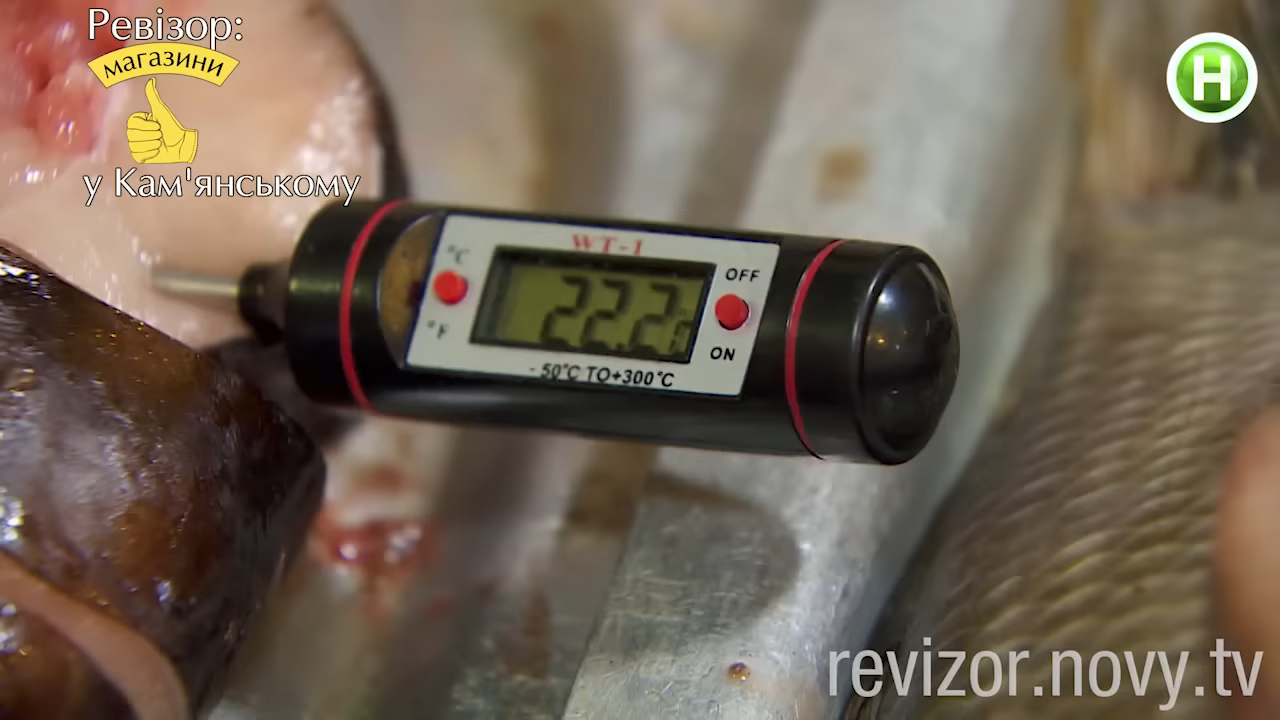 Ревізор:
магазини
у Кам'янському
Н
WT-1
°C
°F
22.2
OFF
ON
-50°C TO+300°C
revizor.novy.tv